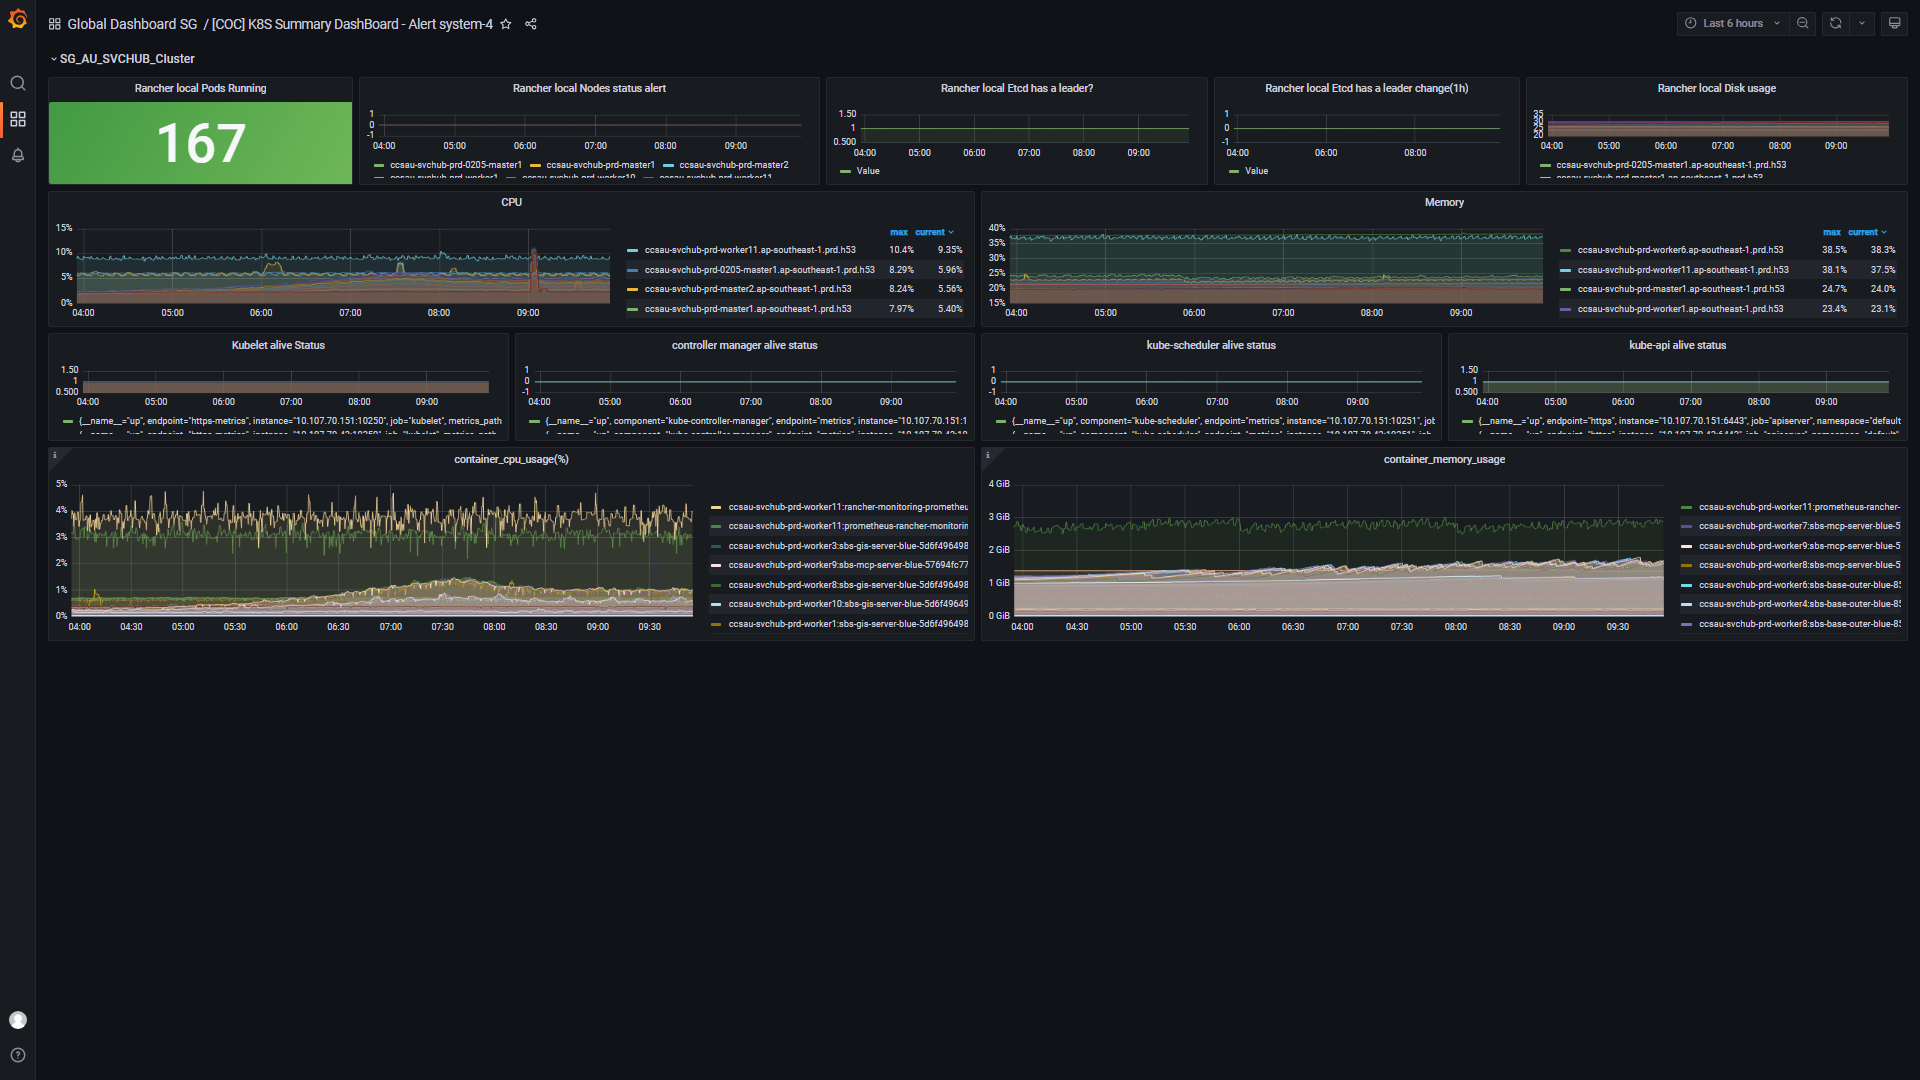 Global Dashboard SG / [COC] K8S Summary DashBoard - Alert system-4
Last 6 hours
SG_AU_SVCHUB_Cluster
Rancher local Pods Running
167
Rancher local Nodes status alert
1
0
-1
04:00 05:00 06:00 07:00 08:00 09:00
ccsau-svchub-prd-0205-master1 ccsau-svchub-prd-master1 ccsau-svchub-prd-master2
ccsau-svchub-prd-worker1 ccsau-svchub-prd-worker10 ccsau-svchub-prd-worker11
Rancher local Etcd has a leader?
1.50
1
0.500
04:00 05:00 06:00 07:00 08:00 09:00
Value
Rancher local Etcd has a leader change(1h)
1
0
-1
04:00 06:00 08:00
Value
Rancher local Disk usage
35
30
25
20
04:00 05:00 06:00 07:00 08:00 09:00
ccsau-svchub-prd-0205-master1.ap-southeast-1.prd.h53
ccsau-svchub-prd-master1.ap-southeast-1.prd.h53
CPU
15%
10%
5%
0%
04:00 05:00 06:00 07:00 08:00 09:00
max current
ccsau-svchub-prd-worker11.ap-southeast-1.prd.h53 10.4% 9.35%
ccsau-svchub-prd-0205-master1.ap-southeast-1.prd.h53 8.29% 5.96%
ccsau-svchub-prd-master2.ap-southeast-1.prd.h53 8.24% 5.56%
ccsau-svchub-prd-master1.ap-southeast-1.prd.h53 7.97% 5.40%
Memory
40%
35%
30%
25%
20%
15%
04:00 05:00 06:00 07:00 08:00 09:00
max current
ccsau-svchub-prd-worker6.ap-southeast-1.prd.h53 38.5% 38.3%
ccsau-svchub-prd-worker11.ap-southeast-1.prd.h53 38.1% 37.5%
ccsau-svchub-prd-master1.ap-southeast-1.prd.h53 24.7% 24.0%
ccsau-svchub-prd-worker1.ap-southeast-1.prd.h53 23.4% 23.1%
Kubelet alive Status
1.50
1
0.500
04:00 05:00 06:00 07:00 08:00 09:00
{__name__="up", endpoint="https-metrics", instance="10.107.70.151:10250", job="kubelet", metrics_path
controller manager alive status
1
0
-1
04:00 05:00 06:00 07:00 08:00 09:00
{__name__="up", component="kube-controller-manager", endpoint="metrics", instance="10.107.70.151:1
kube-scheduler alive status
1
0
-1
04:00 05:00 06:00 07:00 08:00 09:00
{__name__="up", component="kube-scheduler", endpoint="metrics", instance="10.107.70.151:10251", job
kube-api alive status
1.50
1
0.500
04:00 05:00 06:00 07:00 08:00 09:00
{__name__="up", endpoint="https", instance="10.107.70.151:6443", job="apiserver", namespace="default
container_cpu_usage(%)
5%
4%
3%
2%
1%
0%
04:00 04:30 05:00 05:30 06:00 06:30 07:00 07:30 08:00 08:30 09:00 09:30
ccsau-svchub-prd-worker11:rancher-monitoring-prometheu
ccsau-svchub-prd-worker11:prometheus-rancher-monitorin
ccsau-svchub-prd-worker3:sbs-gis-server-blue-5d6f496498
ccsau-svchub-prd-worker9:sbs-mcp-server-blue-57694fc77
ccsau-svchub-prd-worker8:sbs-gis-server-blue-5d6f496498
ccsau-svchub-prd-worker10:sbs-gis-server-blue-5d6f49649
ccsau-svchub-prd-worker1:sbs-gis-server-blue-5d6f496498
container_memory_usage
4 GiB
3 GiB
2 GiB
1 GiB
0 GiB
04:00 04:30 05:00 05:30 06:00 06:30 07:00 07:30 08:00 08:30 09:00 09:30
ccsau-svchub-prd-worker11:prometheus-rancher-
ccsau-svchub-prd-worker7:sbs-mcp-server-blue-5
ccsau-svchub-prd-worker9:sbs-mcp-server-blue-5
ccsau-svchub-prd-worker8:sbs-mcp-server-blue-5
ccsau-svchub-prd-worker6:sbs-base-outer-blue-85
ccsau-svchub-prd-worker4:sbs-base-outer-blue-85
ccsau-svchub-prd-worker8:sbs-base-outer-blue-85